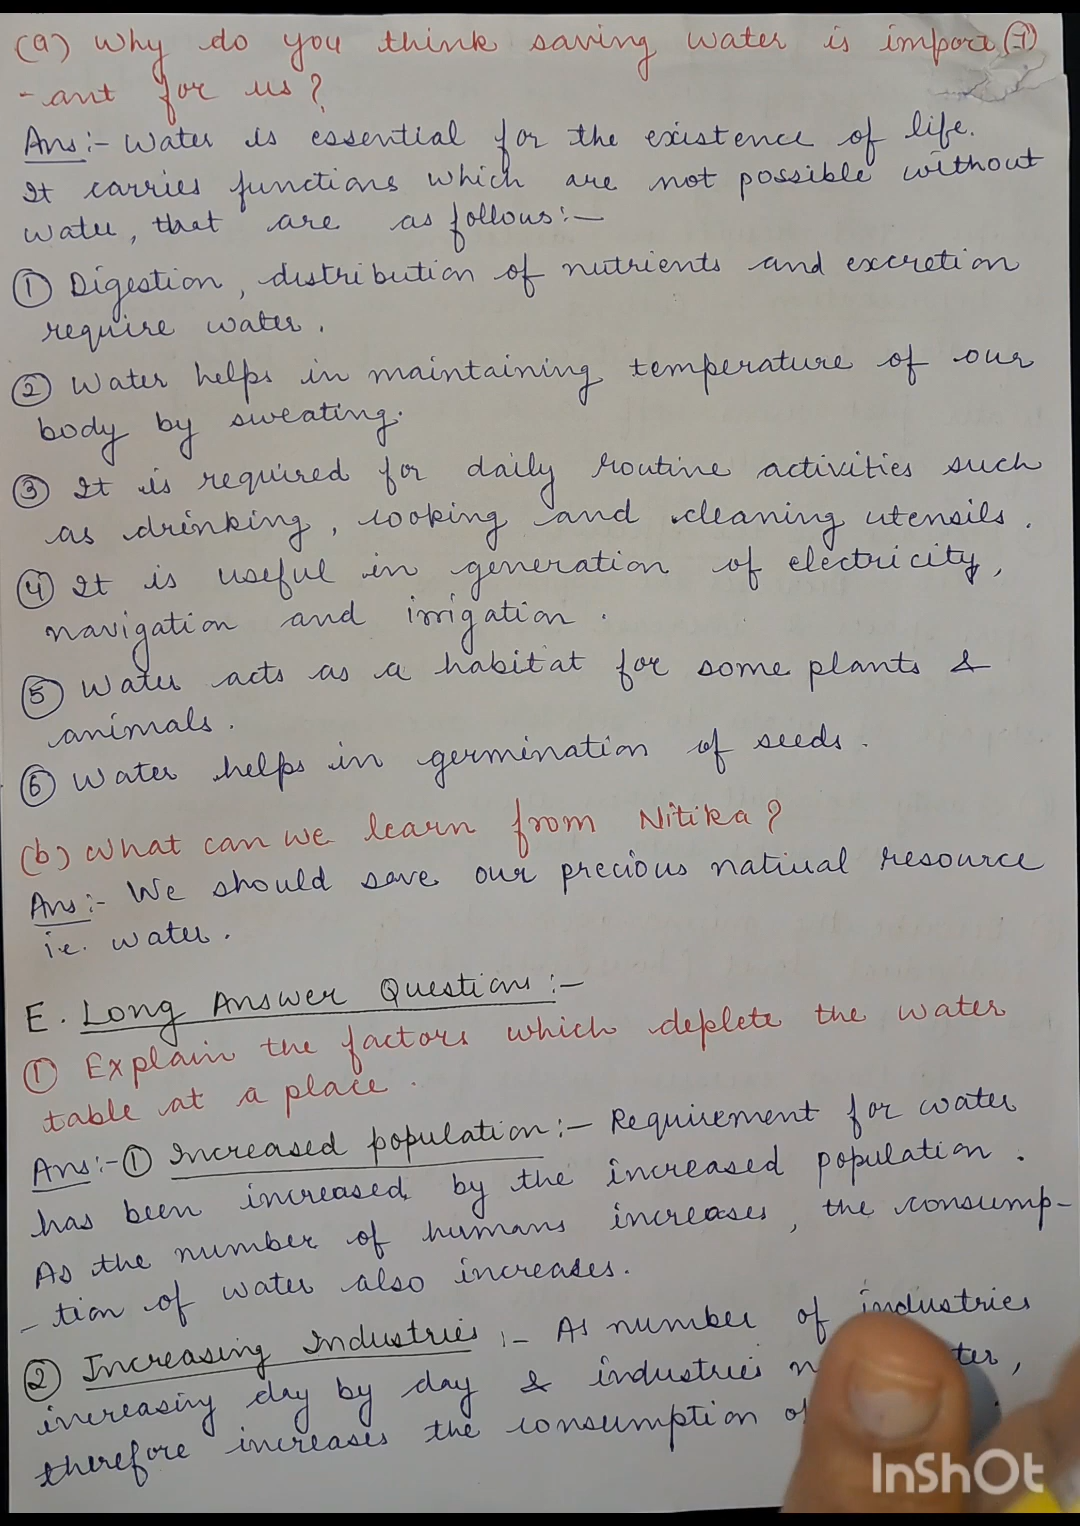 (a) Why do you think saving water is import (7)
- ant for us ?
Ans :- Water is essential for the existence of life.
It carries functions which are not possible without
water, that are as follows :-
① Digestion, distribution of nutrients and excretion
require water.
② Water helps in maintaining temperature of our
body by sweating.
③ It is required for daily routine activities such
as drinking, cooking and cleaning utensils.
④ It is useful in generation of electricity,
navigation and irrigation.
⑤ Water acts as a habitat for some plants &
animals.
⑥ Water helps in germination of seeds.
(b) What can we learn from Nitika ?
Ans :- We should save our precious natural resource
i.e. water.
E. Long Answer Questions :-
① Explain the factors which deplete the water
table at a place.
Ans :- ① Increased population :- Requirement for water
has been increased by the increased population.
As the number of humans increases, the consump-
- tion of water also increases.
② Increasing Industries :- As number of industries
increasing day by day & industries
therefore increases the consumption
InShOt